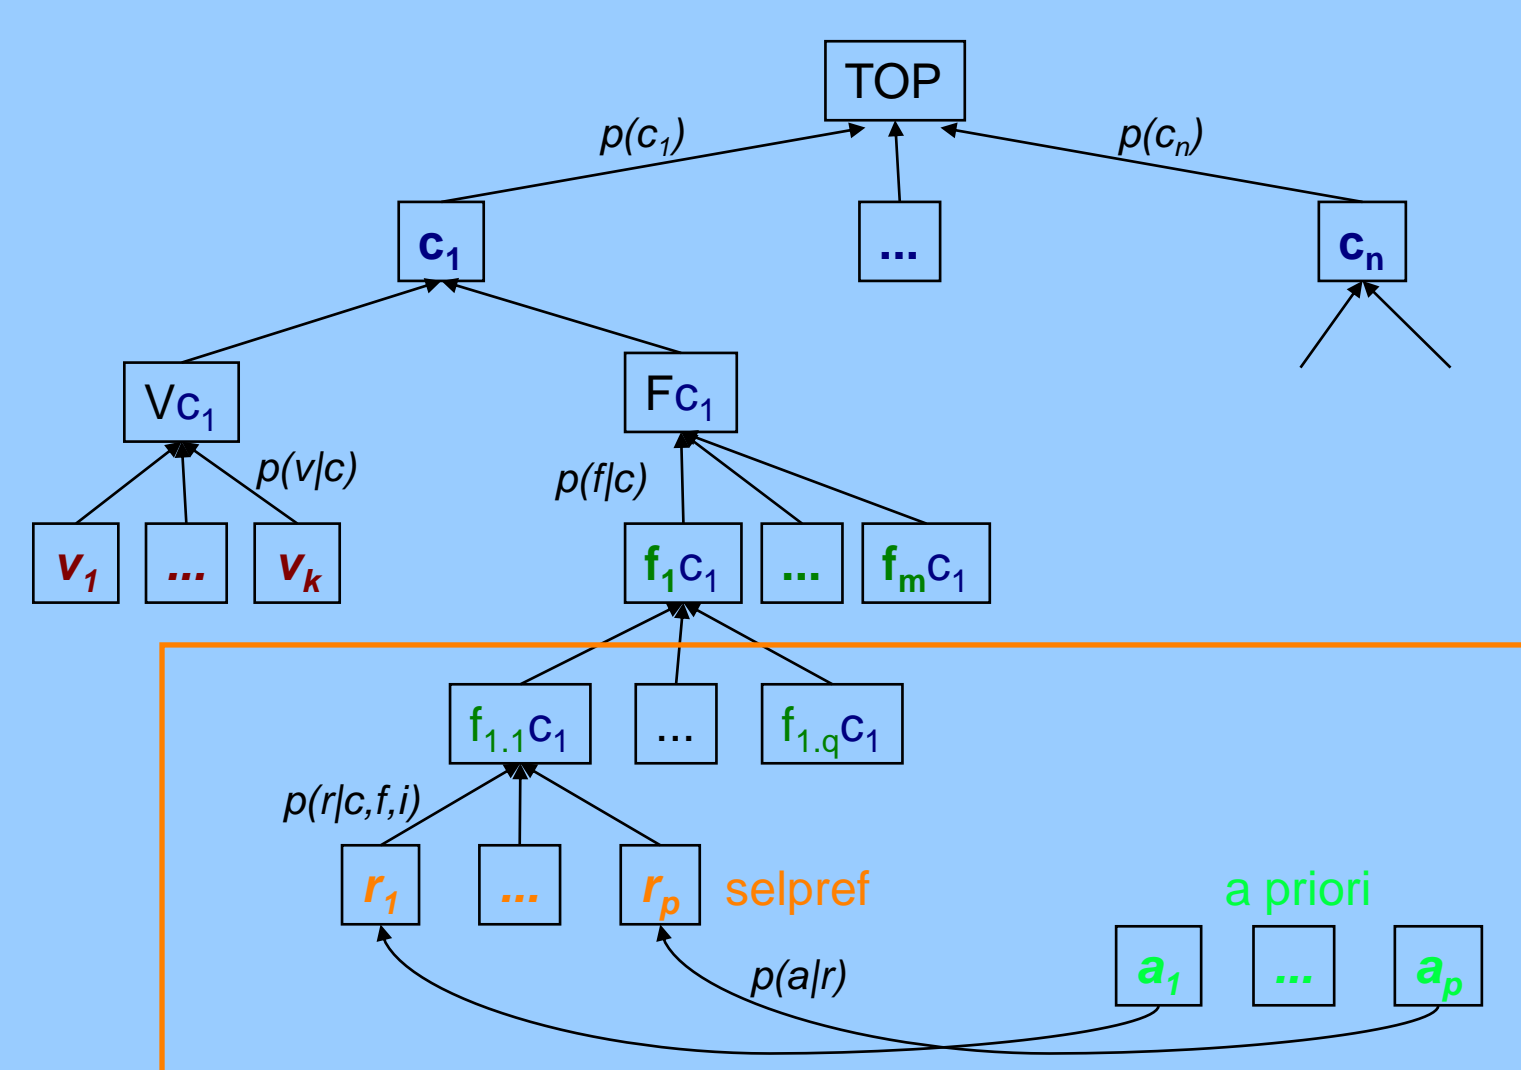 TOP
p(c₁) p(cₙ)
c₁ ... cₙ
Vc₁ Fc₁
p(v|c) p(f|c)
v₁ ... vₖ f₁c₁ ... fₘc₁
f₁.₁c₁ ... f₁.qc₁
p(r|c,f,i)
r₁ ... rₚ selpref a priori
p(a|r) a₁ ... aₚ